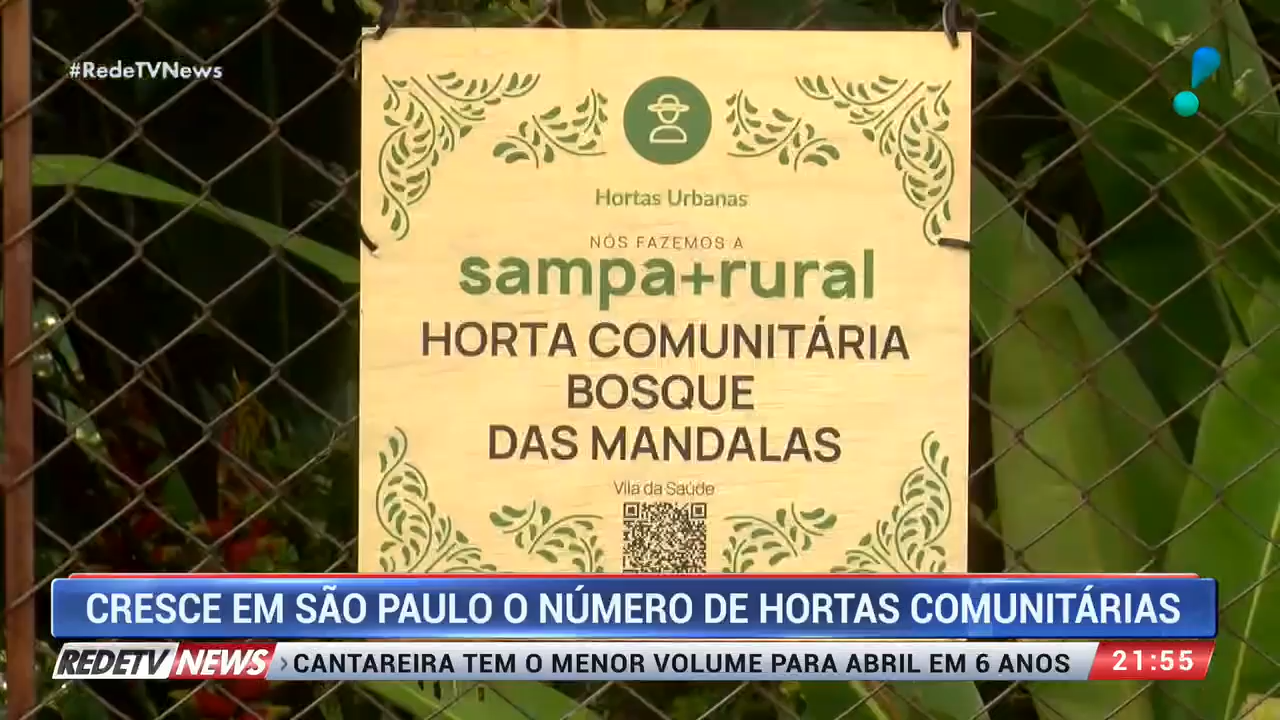 #RedeTVNews
Hortas Urbanas
NÓS FAZEMOS A
sampa+rural
HORTA COMUNITÁRIA
BOSQUE
DAS MANDALAS
Vila da Saúde
CRESCE EM SÃO PAULO O NÚMERO DE HORTAS COMUNITÁRIAS
REDETV NEWS › CANTAREIRA TEM O MENOR VOLUME PARA ABRIL EM 6 ANOS 21:55